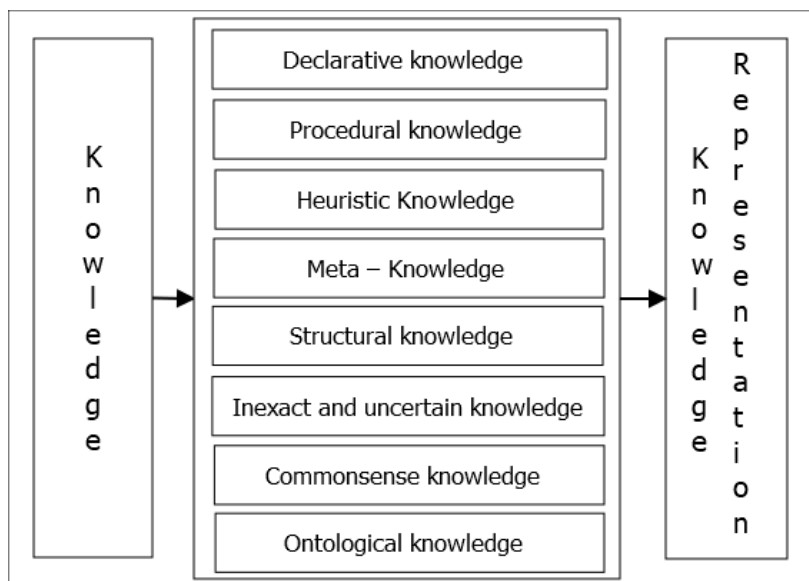 Knowledge
Declarative knowledge
Procedural knowledge
Heuristic Knowledge
Meta – Knowledge
Structural knowledge
Inexact and uncertain knowledge
Commonsense knowledge
Ontological knowledge
Knowledge
Representation